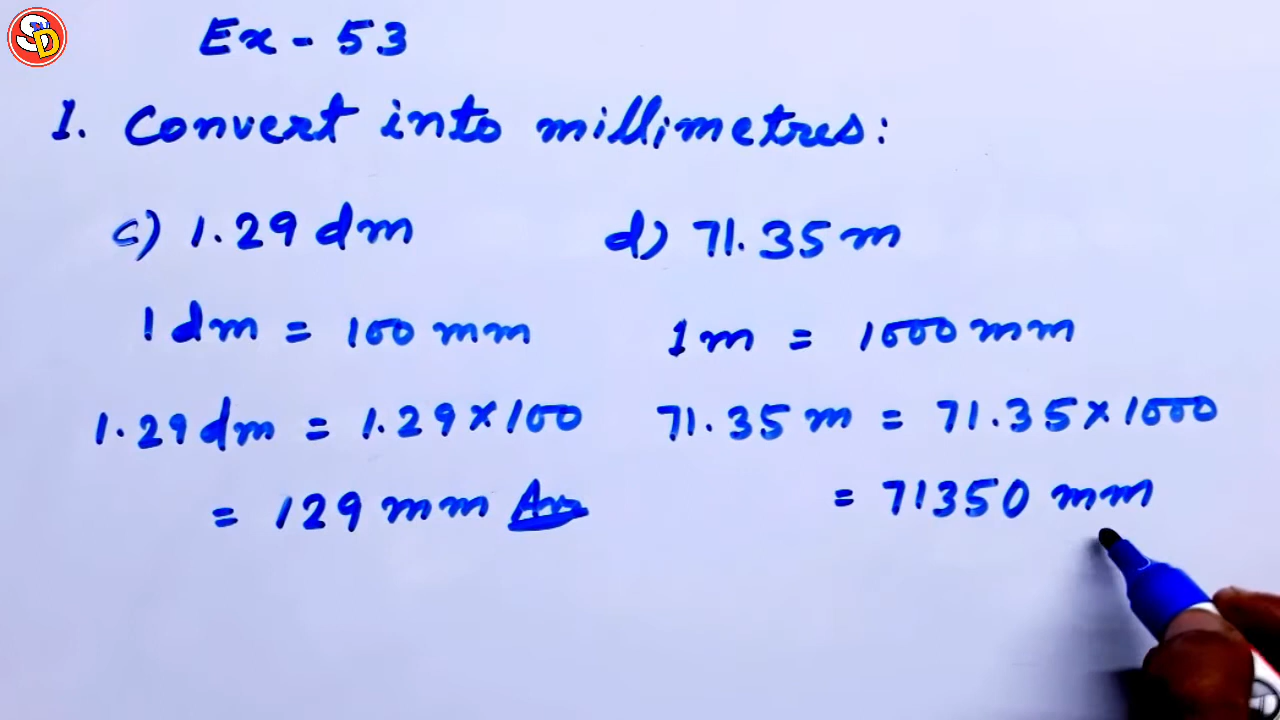 SD
Ex - 53
1. Convert into millimetres:
c) 1.29 dm
1 dm = 100 mm
1.29 dm = 1.29 × 100
= 129 mm Ans
d) 71.35 m
1 m = 1000 mm
71.35 m = 71.35 × 1000
= 71350 mm